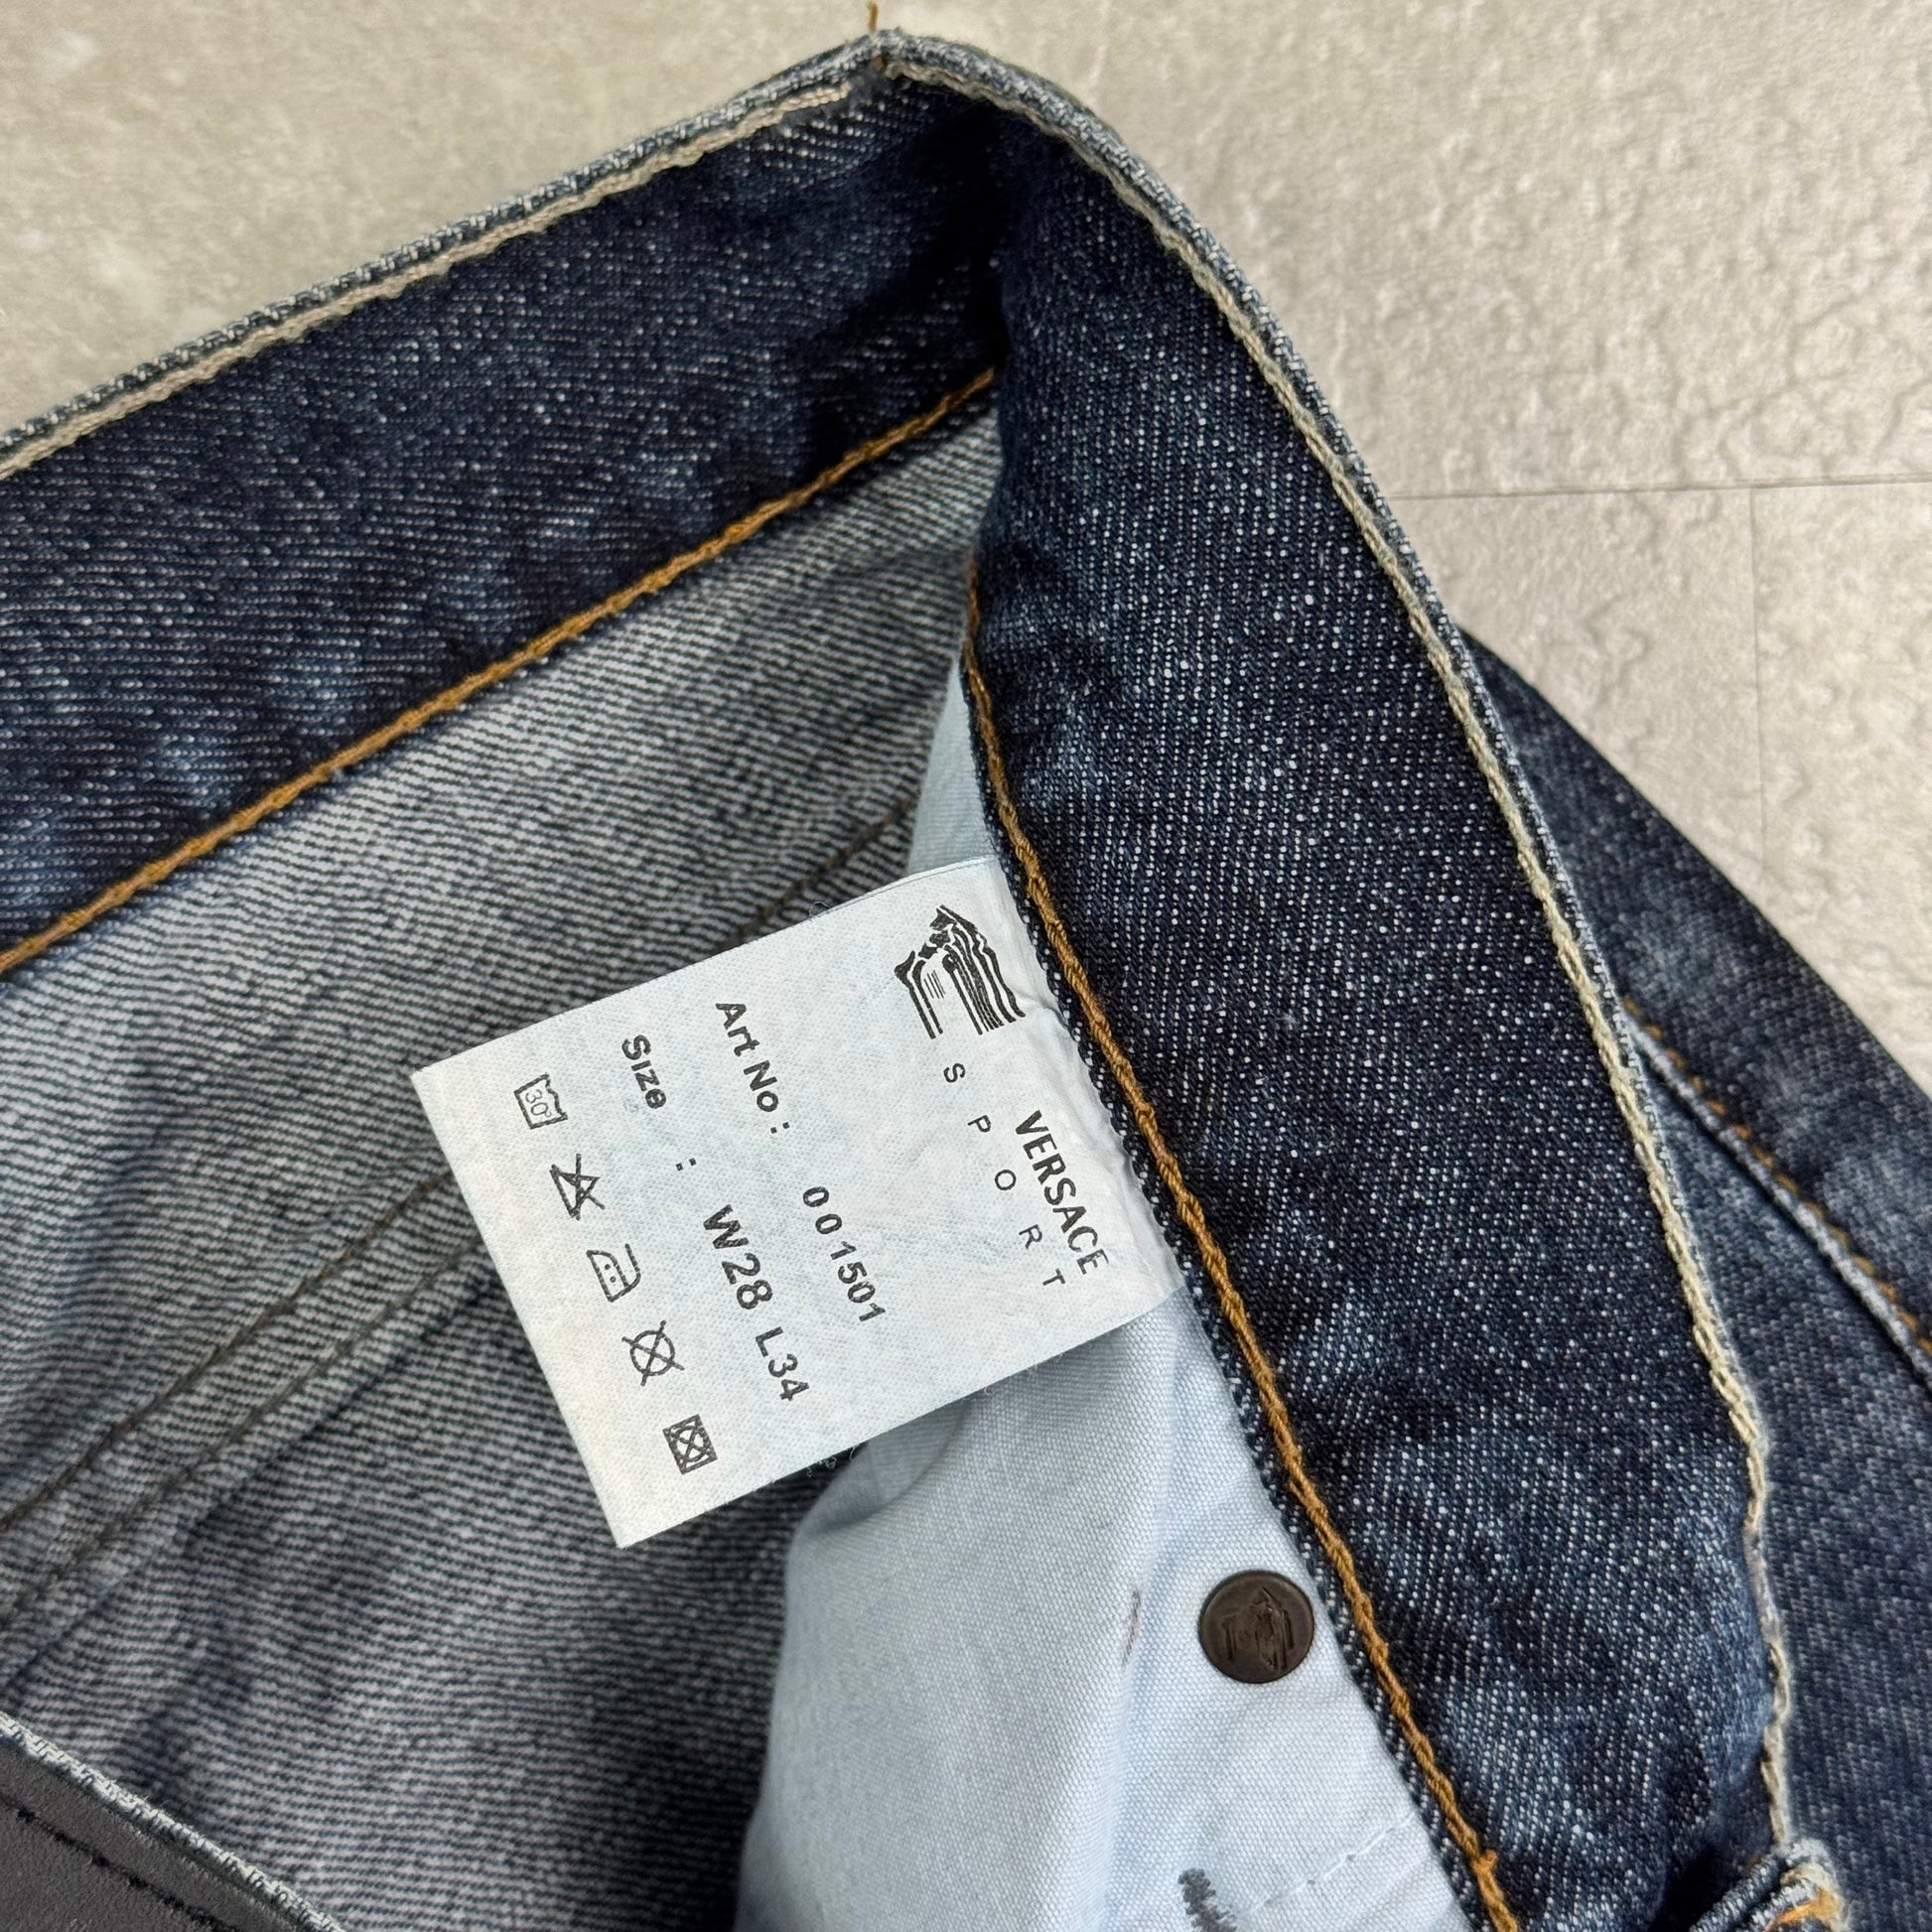 VERSACE
SPORT
Art No : 001501
Size : W28 L34
30°